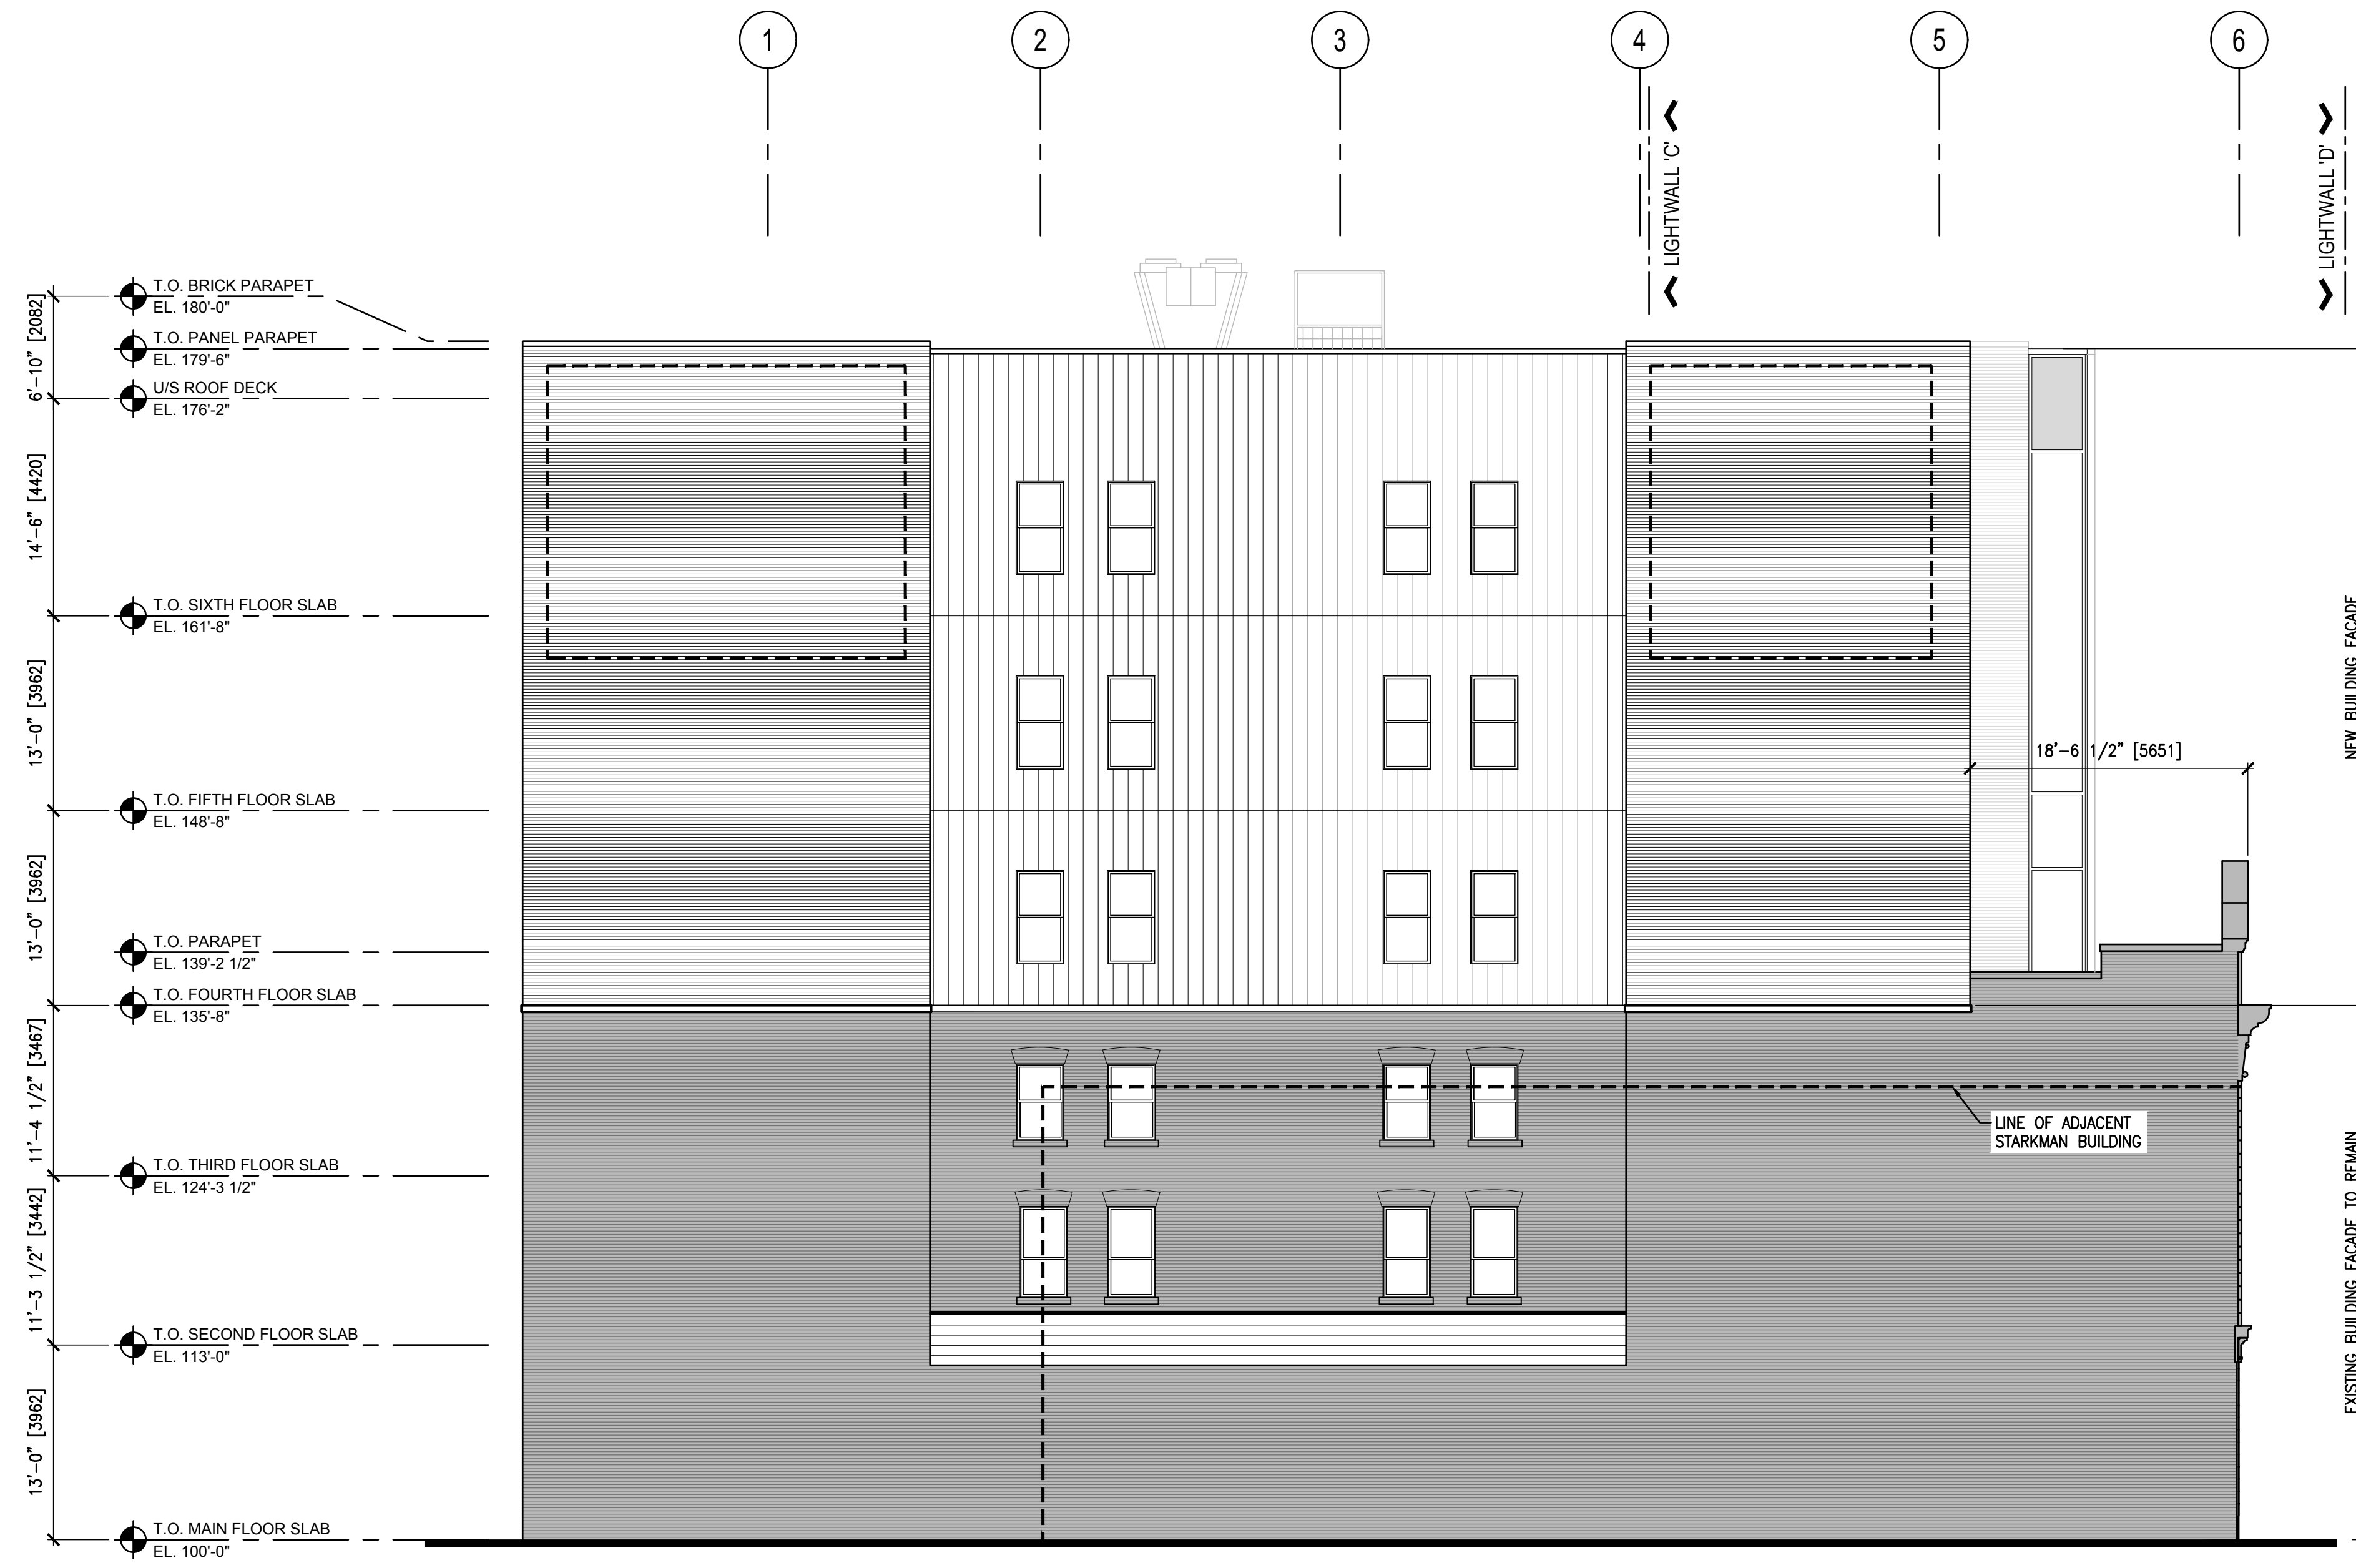 1
2
3
4
5
6
LIGHTWALL 'C'
LIGHTWALL 'D'
T.O. BRICK PARAPET
EL. 180'-0"
T.O. PANEL PARAPET
EL. 179'-6"
U/S ROOF DECK
EL. 176'-2"
T.O. SIXTH FLOOR SLAB
EL. 161'-8"
T.O. FIFTH FLOOR SLAB
EL. 148'-8"
T.O. PARAPET
EL. 139'-2 1/2"
T.O. FOURTH FLOOR SLAB
EL. 135'-8"
T.O. THIRD FLOOR SLAB
EL. 124'-3 1/2"
T.O. SECOND FLOOR SLAB
EL. 113'-0"
T.O. MAIN FLOOR SLAB
EL. 100'-0"
6'-10" [2082]
14'-6" [4420]
13'-0" [3962]
13'-0" [3962]
11'-4 1/2" [3467]
11'-3 1/2" [3442]
13'-0" [3962]
18'-6 1/2" [5651]
LINE OF ADJACENT
STARKMAN BUILDING
NEW BUILDING FACADE
EXISTING BUILDING FACADE TO REMAIN